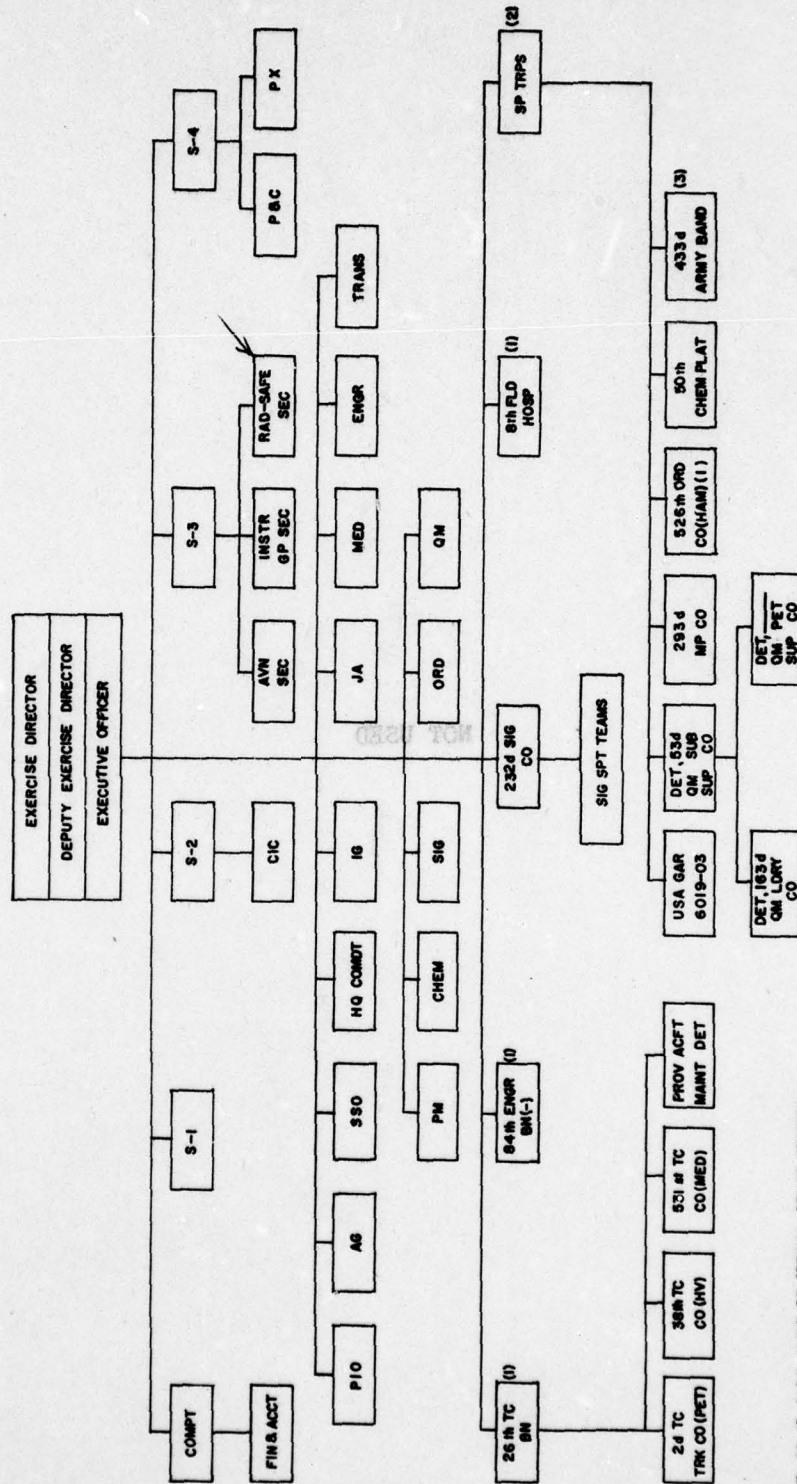 EXERCISE DIRECTOR
DEPUTY EXERCISE DIRECTOR
EXECUTIVE OFFICER
COMPT
S-1
S-2
S-3
S-4
FIN & ACCT
CIC
AVN
SEC
INSTR
GP SEC
RAD-SAFE
SEC
P&C
PX
PIO
AG
SSO
HQ COMDT
IG
JA
MED
ENGR
TRANS
PM
CHEM
SIG
ORD
QM
NOT USED
26th TC
BN
(1)
84th ENGR
BN(-)
(1)
232d SIG
CO
8th FLD
HOSP
(1)
SP TRPS
(2)
SIG SPT TEAMS
2d TC
TRK CO (PET)
38th TC
CO (HV)
531st TC
CO (MED)
PROV ACFT
MAINT DET
USA GAR
6019-03
DET, 53d
QM SUB
SUP CO
293d
MP CO
526th ORD
CO(HAM)(1)
50th
CHEM PLAT
433d
ARMY BAND
(3)
DET, 163d
QM LDRY
CO
DET,
QM PET
SUP CO